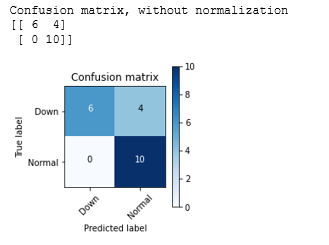 Confusion matrix, without normalization
[[ 6  4]
 [ 0 10]]
Confusion matrix
True label
Down
Normal
6
4
0
10
Down
Normal
Predicted label
10
8
6
4
2
0